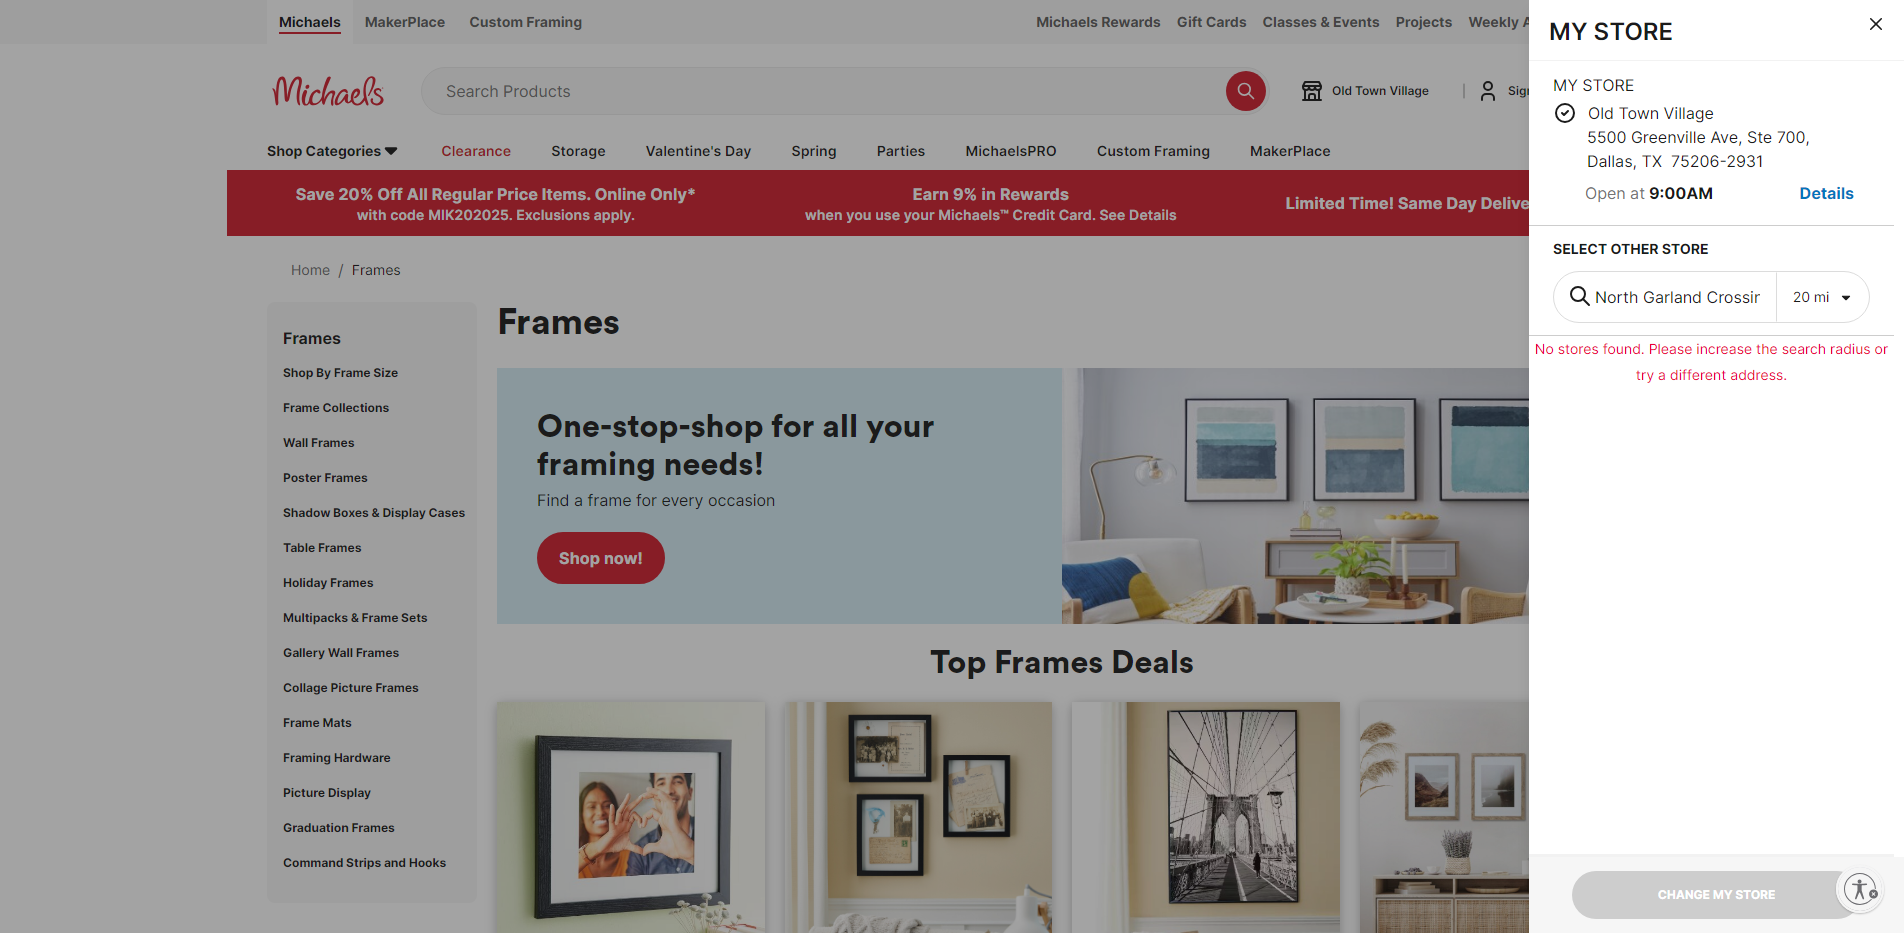 Michaels
MakerPlace
Custom Framing
Michaels Rewards
Gift Cards
Classes & Events
Projects
Weekly A
Michaels
Search Products
Old Town Village
Sign
Shop Categories
Clearance
Storage
Valentine's Day
Spring
Parties
MichaelsPRO
Custom Framing
MakerPlace
Save 20% Off All Regular Price Items. Online Only*
with code MIK202025. Exclusions apply.
Earn 9% in Rewards
when you use your Michaels™ Credit Card. See Details
Limited Time! Same Day Delive
Home / Frames
Frames
Shop By Frame Size
Frame Collections
Wall Frames
Poster Frames
Shadow Boxes & Display Cases
Table Frames
Holiday Frames
Multipacks & Frame Sets
Gallery Wall Frames
Collage Picture Frames
Frame Mats
Framing Hardware
Picture Display
Graduation Frames
Command Strips and Hooks
Frames
One-stop-shop for all your
framing needs!
Find a frame for every occasion
Shop now!
Top Frames Deals
MY STORE
MY STORE
Old Town Village
5500 Greenville Ave, Ste 700,
Dallas, TX 75206-2931
Open at 9:00AM
Details
SELECT OTHER STORE
North Garland Crossir
20 mi
No stores found. Please increase the search radius or
try a different address.
CHANGE MY STORE